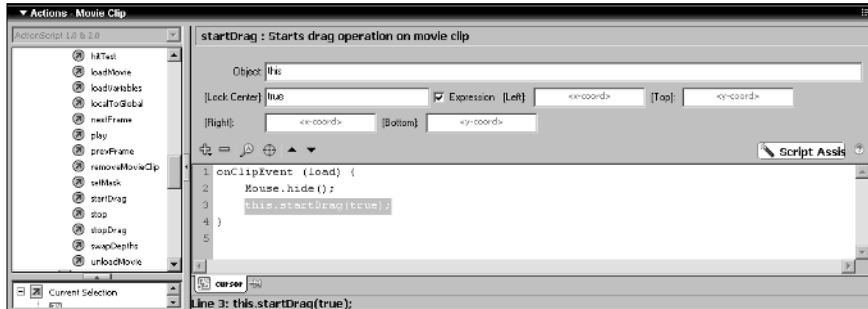 Actions - Movie Clip
ActionScript 1.0 & 2.0
hitTest
loadMovie
loadVariables
localToGlobal
nextFrame
play
prevFrame
removeMovieClip
setMask
startDrag
stop
stopDrag
swapDepths
unloadMovie
Current Selection
startDrag : Starts drag operation on movie clip
Object: this
[Lock Center]: true Expression [Left]: <x-coord> [Top]: <y-coord>
[Right]: <x-coord> [Bottom]: <y-coord>
Script Assis
1 onClipEvent (load) {
2 Mouse.hide();
3 this.startDrag(true);
4 }
5
cursor
Line 3: this.startDrag(true);